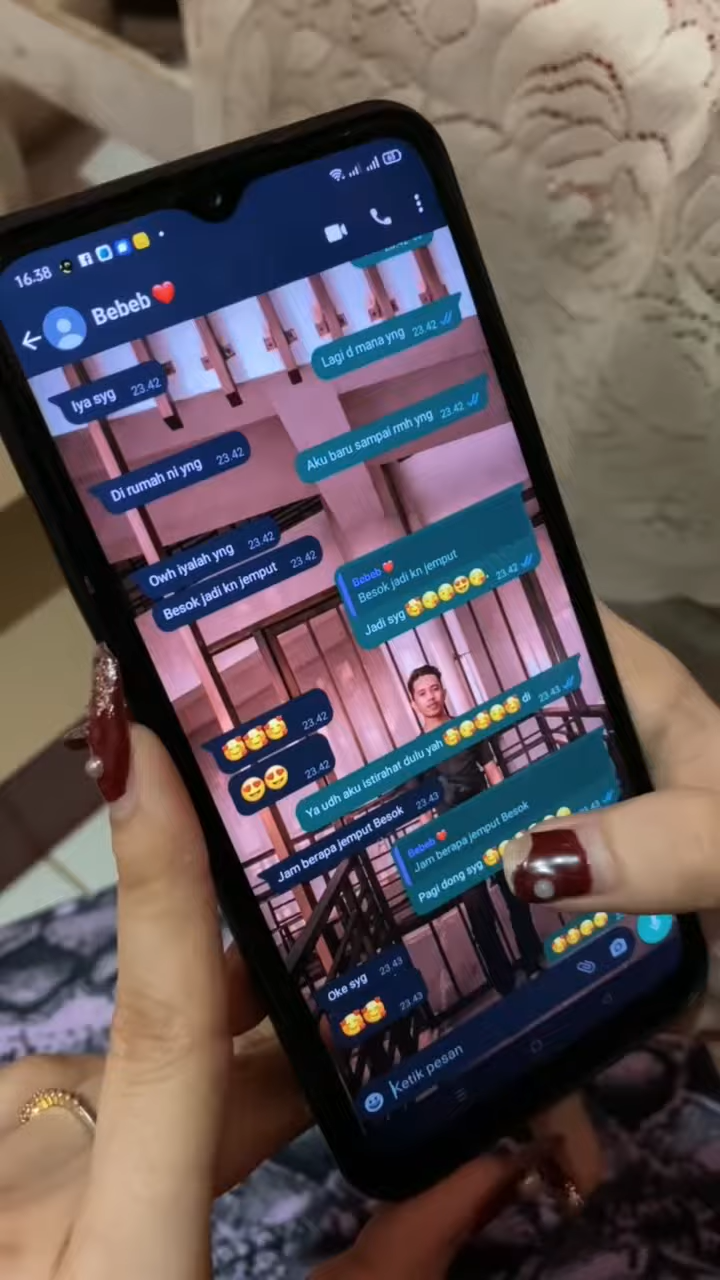 16.38
Bebeb❤️
23.42
Lagi d mana yng 23.42
Iya syg 23.42
Aku baru sampai rmh yng 23.42
Di rumah ni yng 23.42
Owh iyalah yng 23.42
Besok jadi kn jemput 23.42
Bebeb❤️
Besok jadi kn jemput
Jadi syg 23.42
23.42
23.42
Ya udh aku istirahat dulu yah di 23.43
Jam berapa jemput Besok 23.43
Bebeb❤️
Jam berapa jemput Besok
Pagi dong syg 23.43
Oke syg 23.43
23.43
Ketik pesan